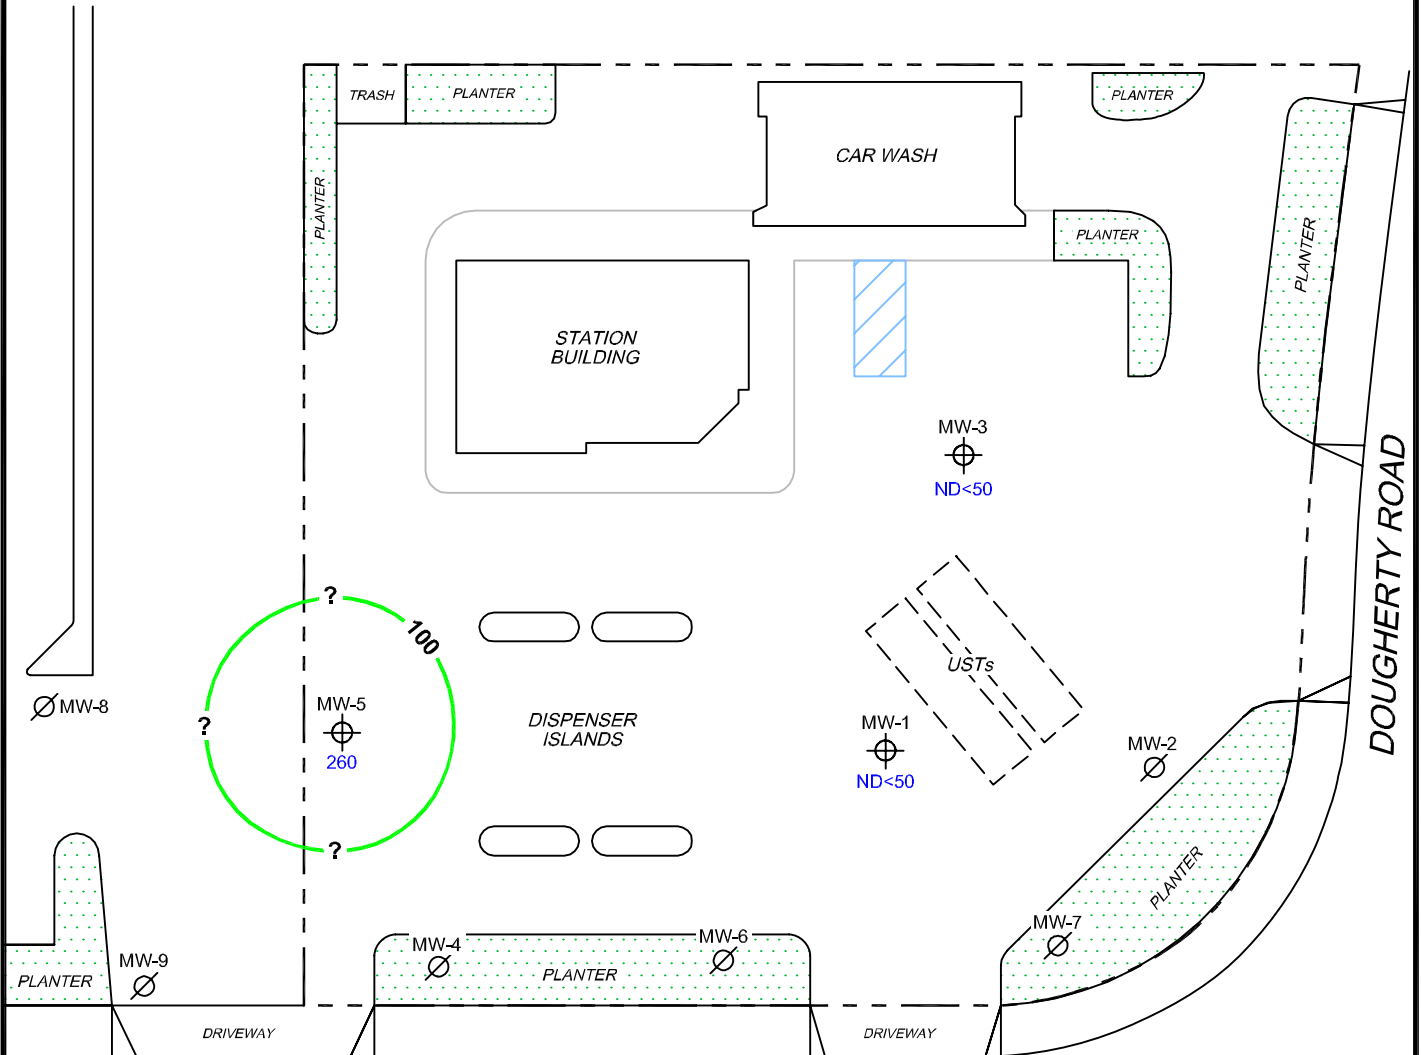 TRASH
PLANTER
PLANTER
PLANTER
CAR WASH
PLANTER
PLANTER
PLANTER
STATION
BUILDING
MW-3
ND<50
DOUGHERTY ROAD
?
100
USTs
MW-8
?
MW-5
260
DISPENSER
ISLANDS
MW-1
ND<50
MW-2
?
PLANTER
MW-7
MW-4
MW-6
PLANTER
MW-9
PLANTER
DRIVEWAY
DRIVEWAY